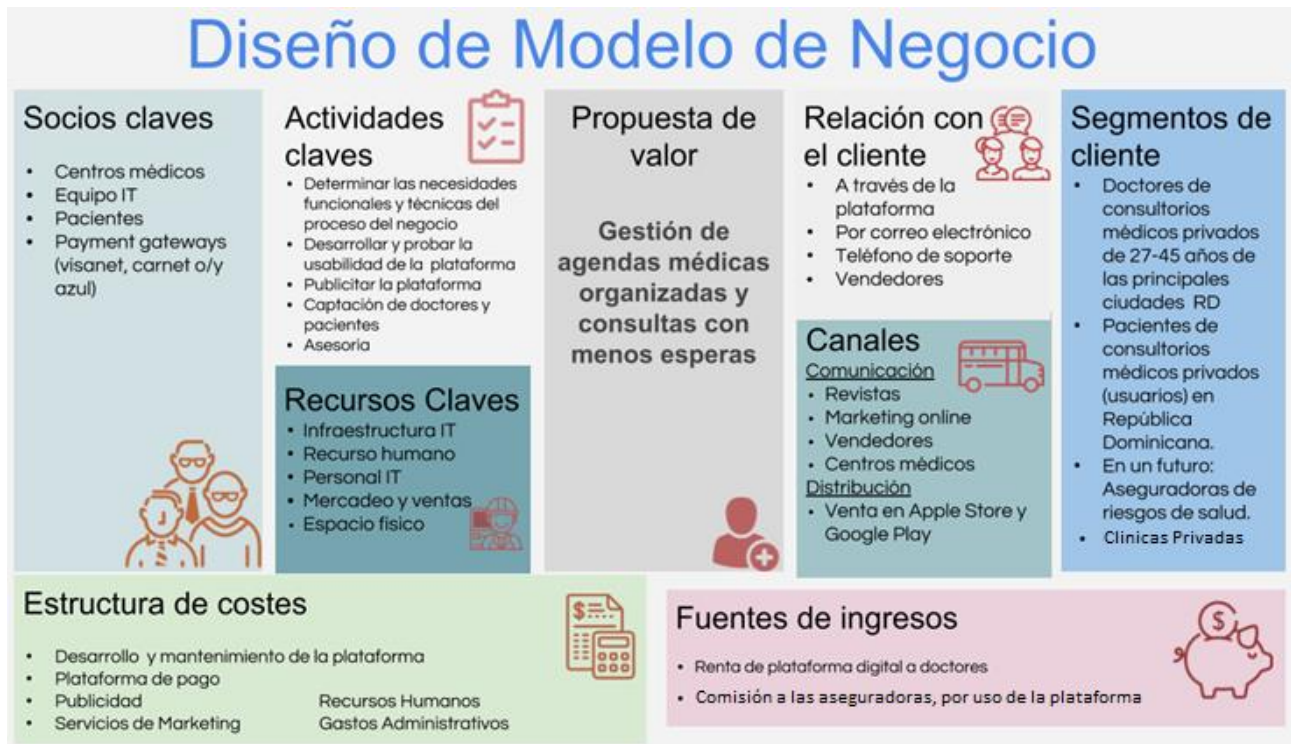 Diseño de Modelo de Negocio
Socios claves
• Centros médicos
• Equipo IT
• Pacientes
• Payment gateways
(visanet, carnet o/y
azul)
Actividades
claves
• Determinar las necesidades
funcionales y técnicas del
proceso del negocio
• Desarrollar y probar la
usabilidad de la plataforma
• Publicitar la plataforma
• Captación de doctores y
pacientes
• Asesoria
Recursos Claves
• Infraestructura IT
• Recurso humano
• Personal IT
• Mercadeo y ventas
• Espacio físico
Propuesta de
valor
Gestión de
agendas médicas
organizadas y
consultas con
menos esperas
Relación con
el cliente
• A través de la
plataforma
• Por correo electrónico
• Teléfono de soporte
• Vendedores
Canales
Comunicación
• Revistas
• Marketing online
• Vendedores
• Centros médicos
Distribución
• Venta en Apple Store y
Google Play
Segmentos de
cliente
• Doctores de
consultorios
médicos privados
de 27-45 años de
las principales
ciudades RD
• Pacientes de
consultorios
médicos privados
(usuarios) en
República
Dominicana.
• En un futuro:
Aseguradoras de
riesgos de salud.
• Clinicas Privadas
Estructura de costes
• Desarrollo y mantenimiento de la plataforma
• Plataforma de pago
• Publicidad Recursos Humanos
• Servicios de Marketing Gastos Administrativos
$
Fuentes de ingresos
• Renta de plataforma digital a doctores
• Comisión a las aseguradoras, por uso de la plataforma
$